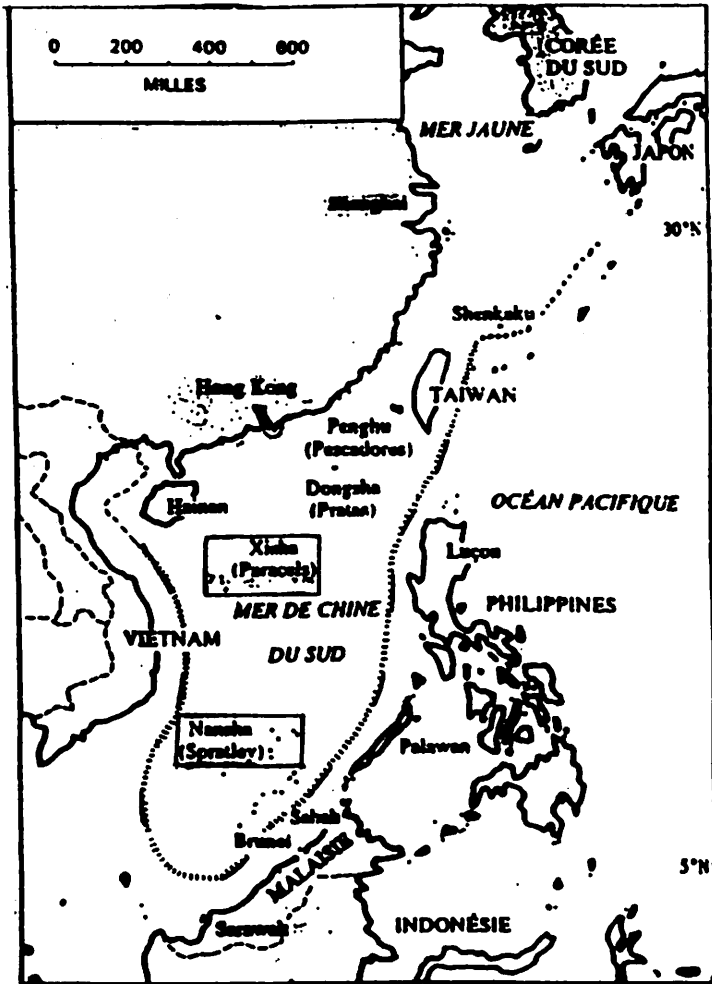 0 200 400 600
MILLES
CORÉE
DU SUD
MER JAUNE
JAPON
Shanghai
30°N
Shenkaku
TAIWAN
Hong Kong
Penghu
(Pescadores)
Dongsha
(Pratas)
OCÉAN PACIFIQUE
Hainan
Xisha
(Paracels)
Luçon
MER DE CHINE
DU SUD
PHILIPPINES
VIETNAM
Nansha
(Spratley)
Palawan
Sabah
Brunei
MALAISIE
5°N
Sarawak
INDONÉSIE